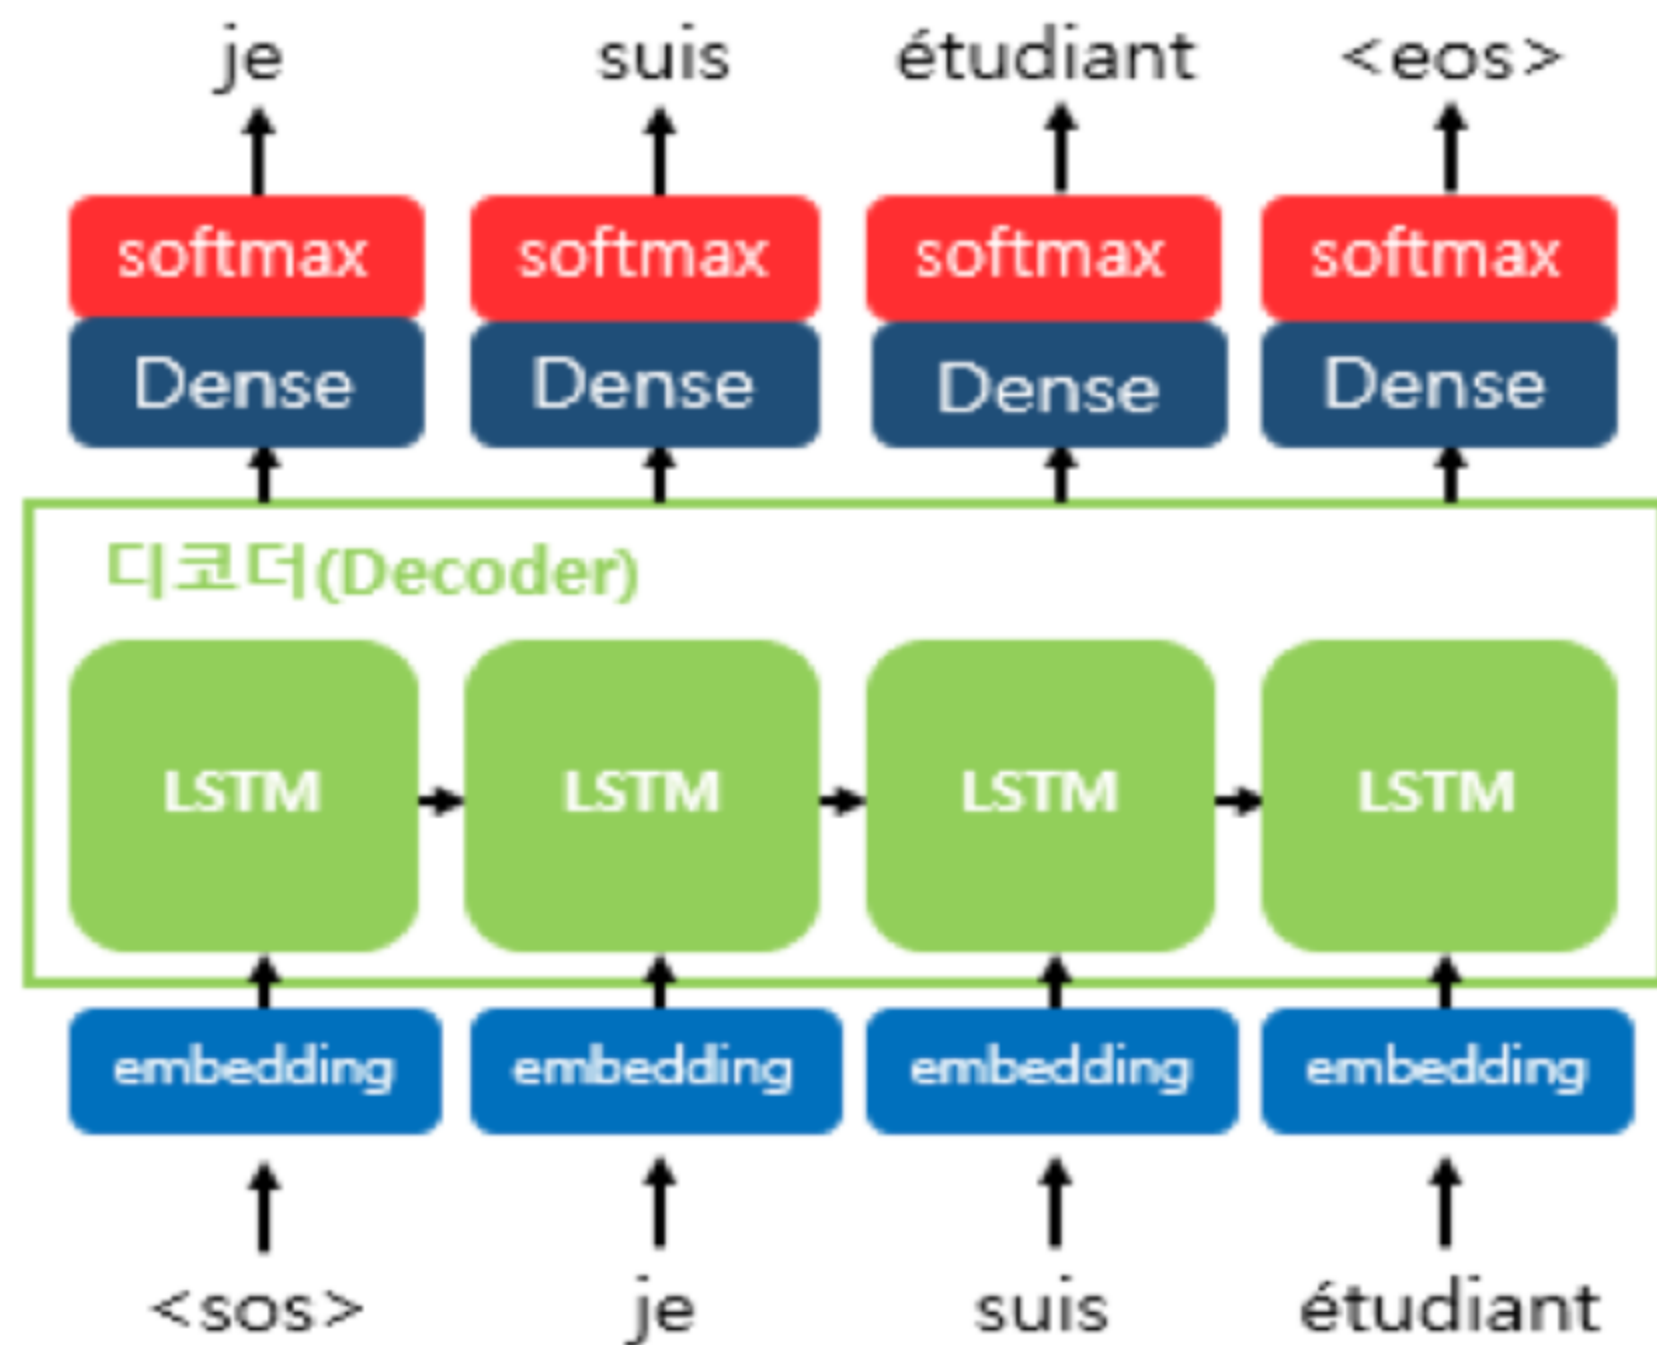 je suis étudiant <eos>
softmax softmax softmax softmax
Dense Dense Dense Dense
디코더(Decoder)
LSTM LSTM LSTM LSTM
embedding embedding embedding embedding
<sos> je suis étudiant